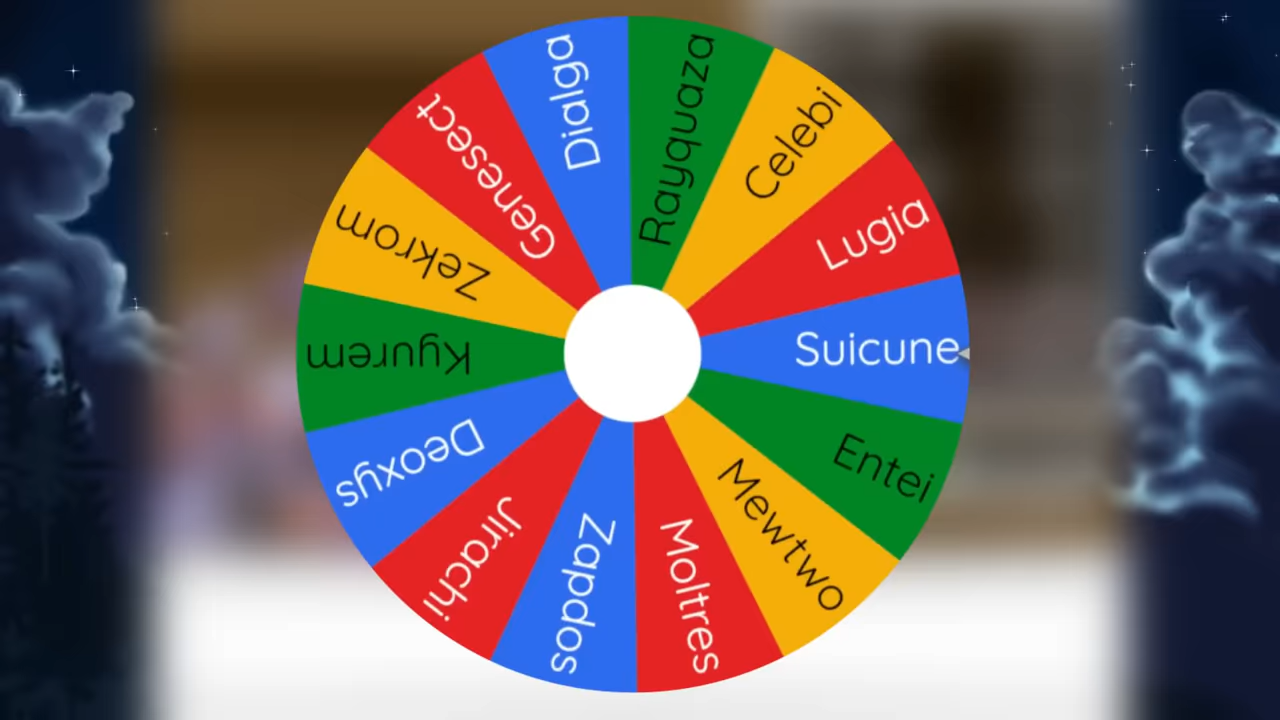 Dialga
Rayquaza
Celebi
Lugia
Suicune
Entei
Mewtwo
Moltres
Zapdos
Jirachi
Deoxys
Kyurem
Zekrom
Genesect